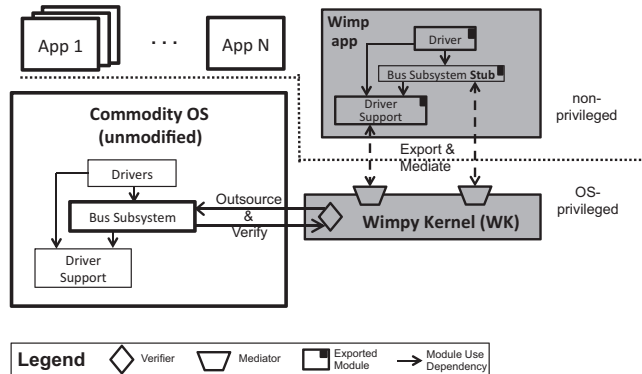 App 1
. . .
App N
Wimp
app
Driver
Bus Subsystem Stub
Driver
Support
non-
privileged
Commodity OS
(unmodified)
Export &
Mediate
OS-
privileged
Drivers
Bus Subsystem
Driver
Support
Outsource
&
Verify
Wimpy Kernel (WK)
Legend
Verifier
Mediator
Exported
Module
Module Use
Dependency